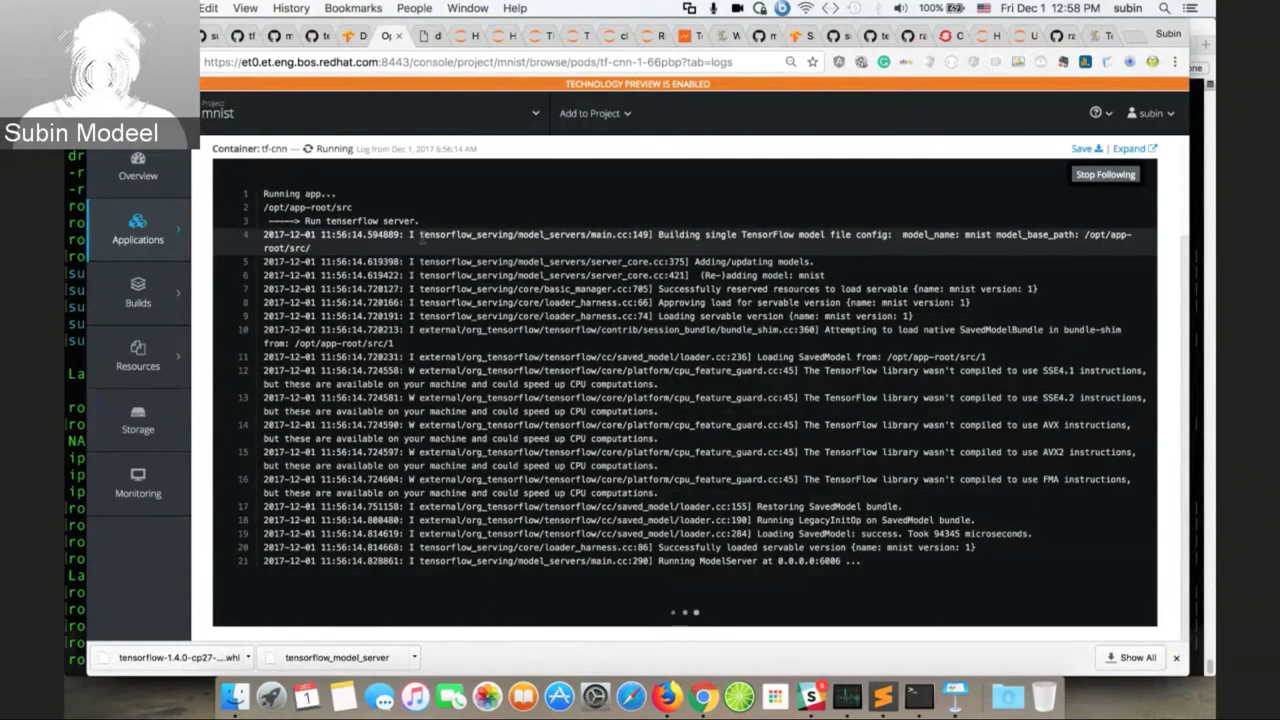 Edit View History Bookmarks People Window Help 100% Fri Dec 1 12:58 PM subin
Subin
https://et0.et.eng.bos.redhat.com:8443/console/project/mnist/browse/pods/tf-cnn-1-66pbp?tab=logs
TECHNOLOGY PREVIEW IS ENABLED
Project
mnist Add to Project subin
Subin Modeel
Container: tf-cnn — Running Log from Dec 1, 2017 6:56:14 AM Save | Expand
Stop Following
Overview
Applications
Builds
Resources
Storage
Monitoring
1 Running app...
2 /opt/app-root/src
3 -----> Run tenserflow server.
4 2017-12-01 11:56:14.594889: I tensorflow_serving/model_servers/main.cc:149] Building single TensorFlow model file config: model_name: mnist model_base_path: /opt/app-
root/src/
5 2017-12-01 11:56:14.619398: I tensorflow_serving/model_servers/server_core.cc:375] Adding/updating models.
6 2017-12-01 11:56:14.619422: I tensorflow_serving/model_servers/server_core.cc:421] (Re-)adding model: mnist
7 2017-12-01 11:56:14.720127: I tensorflow_serving/core/basic_manager.cc:705] Successfully reserved resources to load servable {name: mnist version: 1}
8 2017-12-01 11:56:14.720166: I tensorflow_serving/core/loader_harness.cc:66] Approving load for servable version {name: mnist version: 1}
9 2017-12-01 11:56:14.720191: I tensorflow_serving/core/loader_harness.cc:74] Loading servable version {name: mnist version: 1}
10 2017-12-01 11:56:14.720213: I external/org_tensorflow/tensorflow/contrib/session_bundle/bundle_shim.cc:360] Attempting to load native SavedModelBundle in bundle-shim
from: /opt/app-root/src/1
11 2017-12-01 11:56:14.720231: I external/org_tensorflow/tensorflow/cc/saved_model/loader.cc:236] Loading SavedModel from: /opt/app-root/src/1
12 2017-12-01 11:56:14.724558: W external/org_tensorflow/tensorflow/core/platform/cpu_feature_guard.cc:45] The TensorFlow library wasn't compiled to use SSE4.1 instructions,
but these are available on your machine and could speed up CPU computations.
13 2017-12-01 11:56:14.724581: W external/org_tensorflow/tensorflow/core/platform/cpu_feature_guard.cc:45] The TensorFlow library wasn't compiled to use SSE4.2 instructions,
but these are available on your machine and could speed up CPU computations.
14 2017-12-01 11:56:14.724590: W external/org_tensorflow/tensorflow/core/platform/cpu_feature_guard.cc:45] The TensorFlow library wasn't compiled to use AVX instructions,
but these are available on your machine and could speed up CPU computations.
15 2017-12-01 11:56:14.724597: W external/org_tensorflow/tensorflow/core/platform/cpu_feature_guard.cc:45] The TensorFlow library wasn't compiled to use AVX2 instructions,
but these are available on your machine and could speed up CPU computations.
16 2017-12-01 11:56:14.724604: W external/org_tensorflow/tensorflow/core/platform/cpu_feature_guard.cc:45] The TensorFlow library wasn't compiled to use FMA instructions,
but these are available on your machine and could speed up CPU computations.
17 2017-12-01 11:56:14.751158: I external/org_tensorflow/tensorflow/cc/saved_model/loader.cc:155] Restoring SavedModel bundle.
18 2017-12-01 11:56:14.800480: I external/org_tensorflow/tensorflow/cc/saved_model/loader.cc:190] Running LegacyInitOp on SavedModel bundle.
19 2017-12-01 11:56:14.814619: I external/org_tensorflow/tensorflow/cc/saved_model/loader.cc:284] Loading SavedModel: success. Took 94345 microseconds.
20 2017-12-01 11:56:14.814668: I tensorflow_serving/core/loader_harness.cc:86] Successfully loaded servable version {name: mnist version: 1}
21 2017-12-01 11:56:14.828861: I tensorflow_serving/model_servers/main.cc:290] Running ModelServer at 0.0.0.0:6006 ...
tensorflow-1.4.0-cp27-....whl tensorflow_model_server Show All